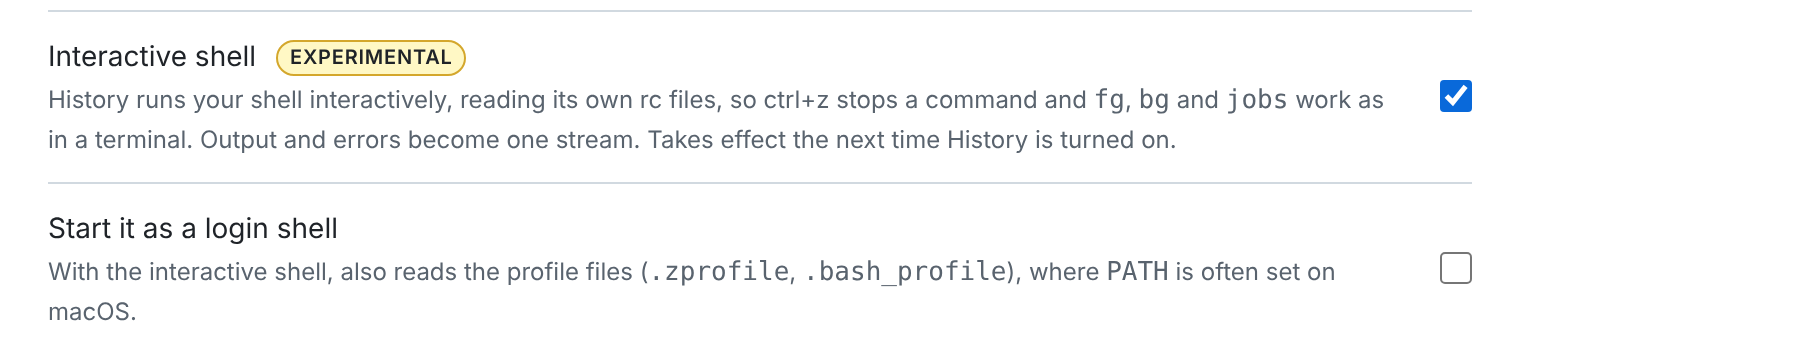 Interactive shell EXPERIMENTAL
History runs your shell interactively, reading its own rc files, so ctrl+z stops a command and fg, bg and jobs work as
in a terminal. Output and errors become one stream. Takes effect the next time History is turned on.
Start it as a login shell
With the interactive shell, also reads the profile files (.zprofile, .bash_profile), where PATH is often set on
macOS.